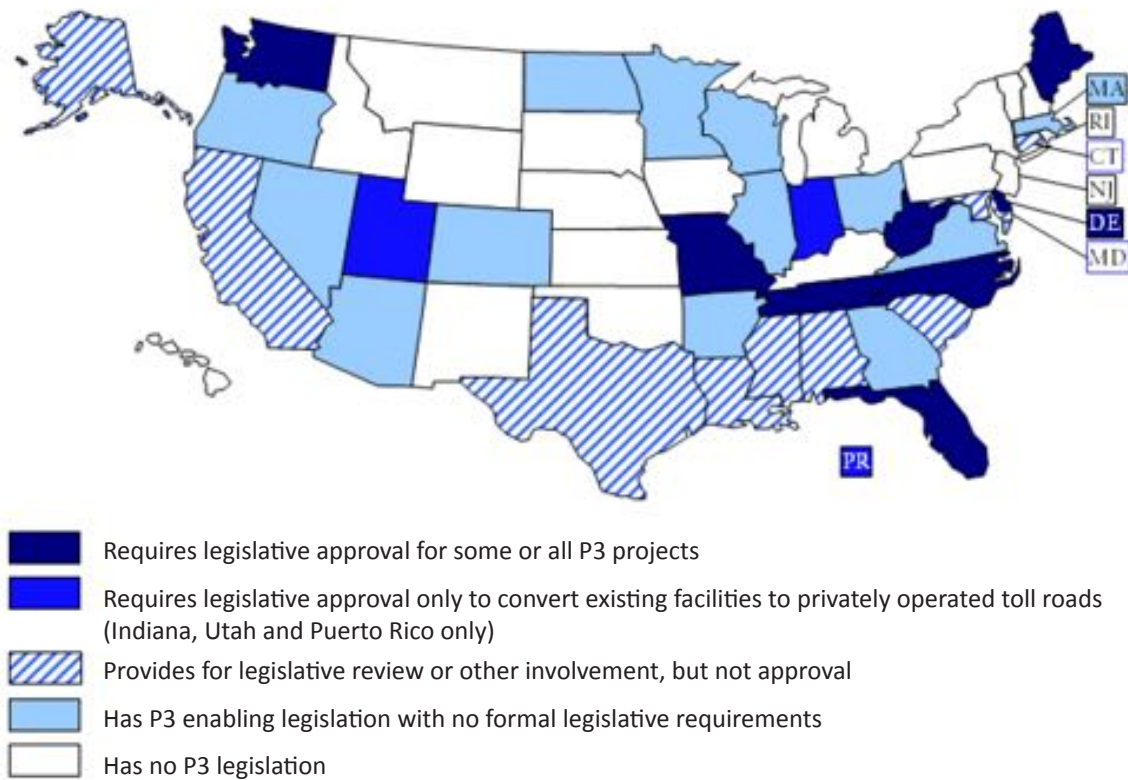 MA
RI
CT
NJ
DE
MD
PR
Requires legislative approval for some or all P3 projects
Requires legislative approval only to convert existing facilities to privately operated toll roads
(Indiana, Utah and Puerto Rico only)
Provides for legislative review or other involvement, but not approval
Has P3 enabling legislation with no formal legislative requirements
Has no P3 legislation